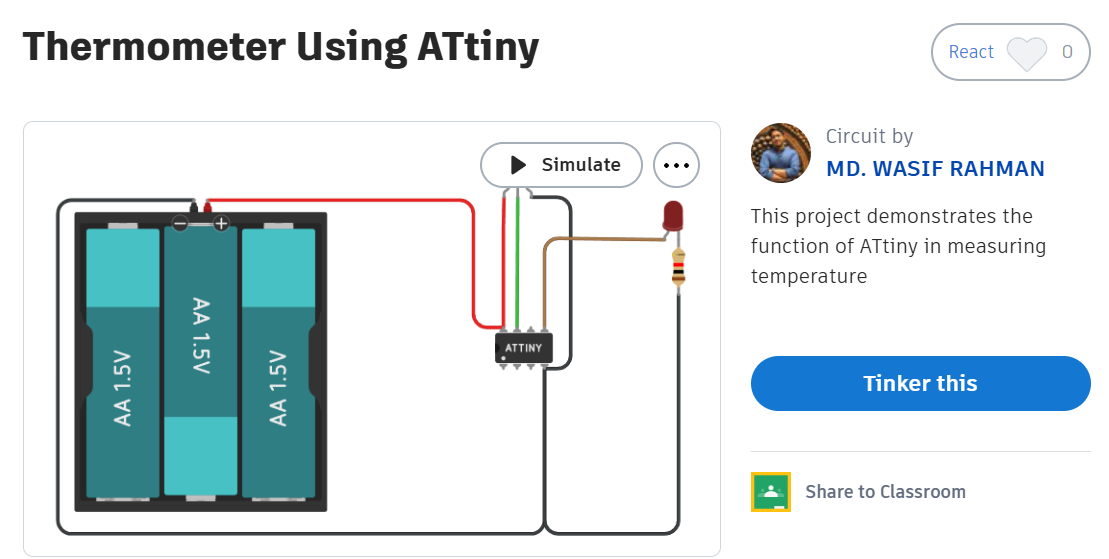 Thermometer Using ATtiny
React 0
Simulate
AA 1.5V
AA 1.5V
AA 1.5V
ATTINY
Circuit by
MD. WASIF RAHMAN
This project demonstrates the
function of ATtiny in measuring
temperature
Tinker this
Share to Classroom